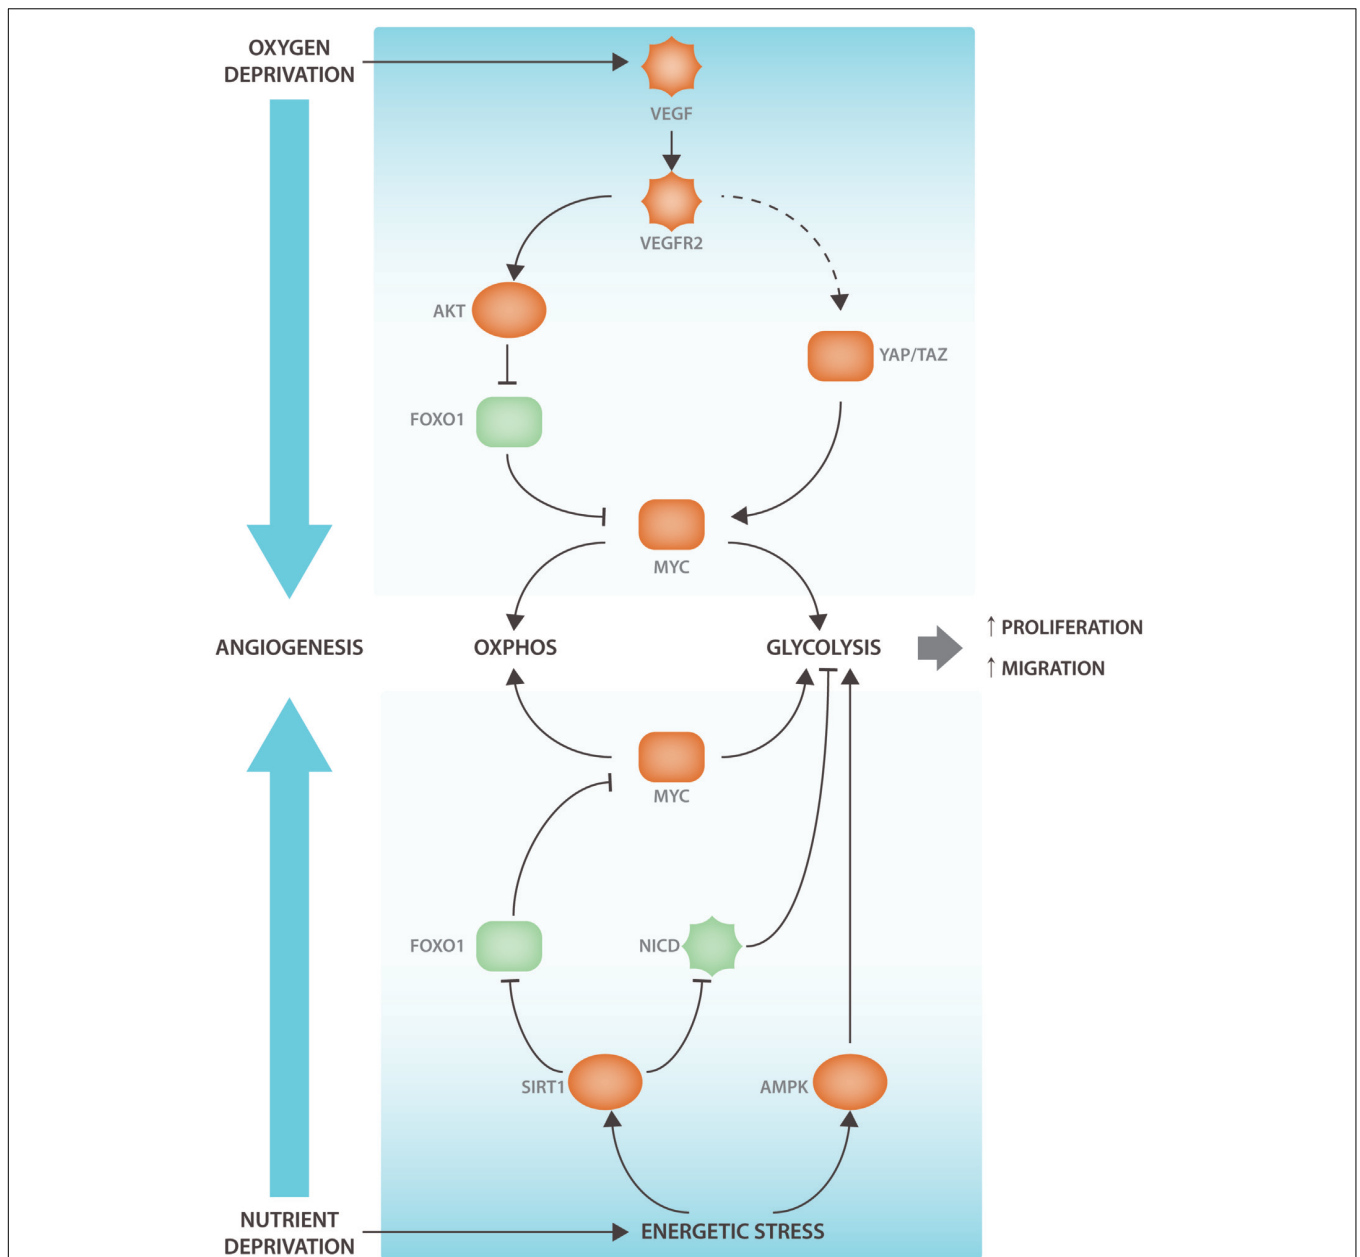 OXYGEN
DEPRIVATION
VEGF
VEGFR2
AKT
YAP/TAZ
FOXO1
MYC
ANGIOGENESIS
OXPHOS
GLYCOLYSIS
↑ PROLIFERATION
↑ MIGRATION
MYC
FOXO1
NICD
SIRT1
AMPK
NUTRIENT
DEPRIVATION
ENERGETIC STRESS